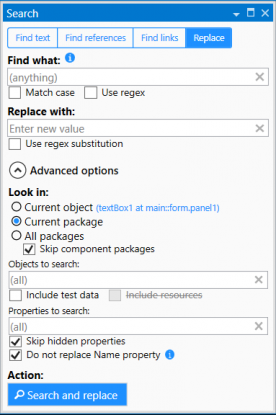 Search
Find text Find references Find links Replace
Find what:
(anything)
Match case Use regex
Replace with:
Enter new value
Use regex substitution
Advanced options
Look in:
Current object (textBox1 at main::form.panel1)
Current package
All packages
Skip component packages
Objects to search:
(all)
Include test data Include resources
Properties to search:
(all)
Skip hidden properties
Do not replace Name property
Action:
Search and replace